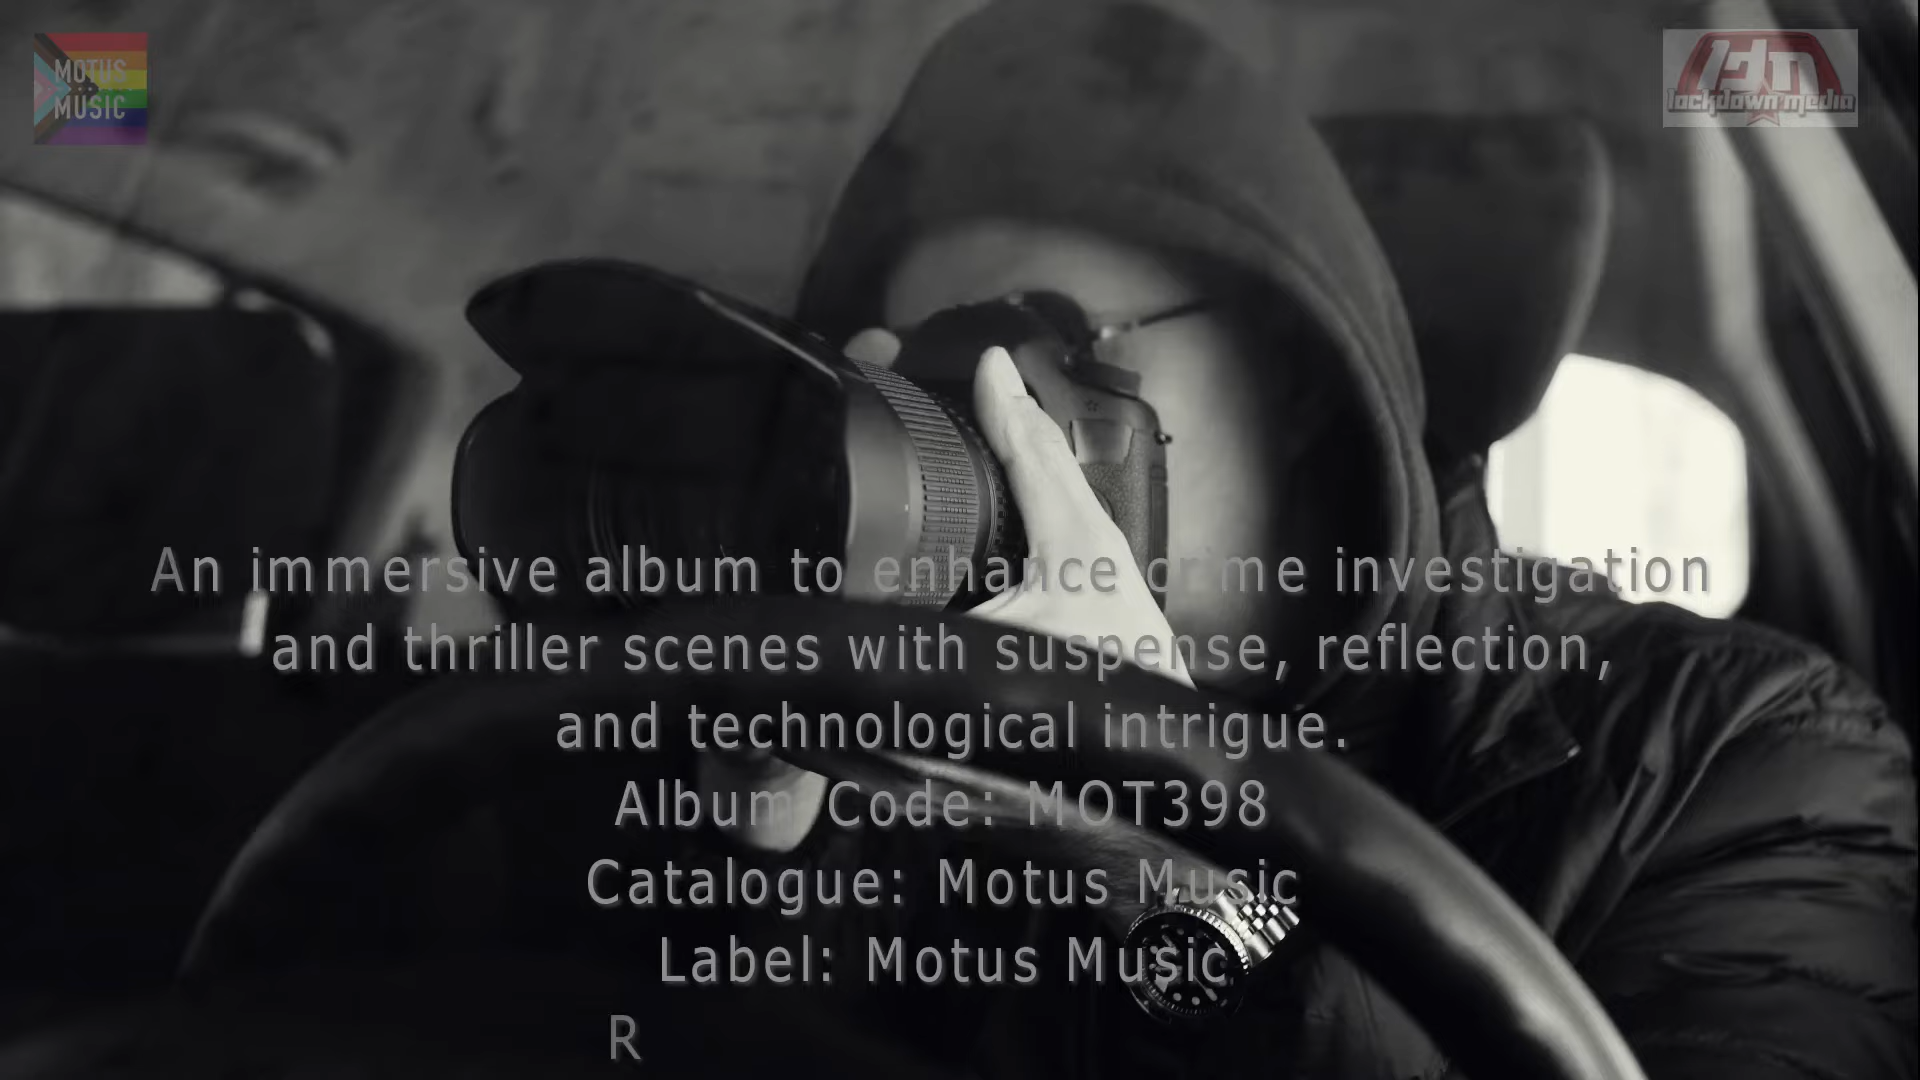 MOTUS
MUSIC
ldn
lockdown media
An immersive album to enhance crime investigation
and thriller scenes with suspense, reflection,
and technological intrigue.
Album Code: MOT398
Catalogue: Motus Music
Label: Motus Music
R